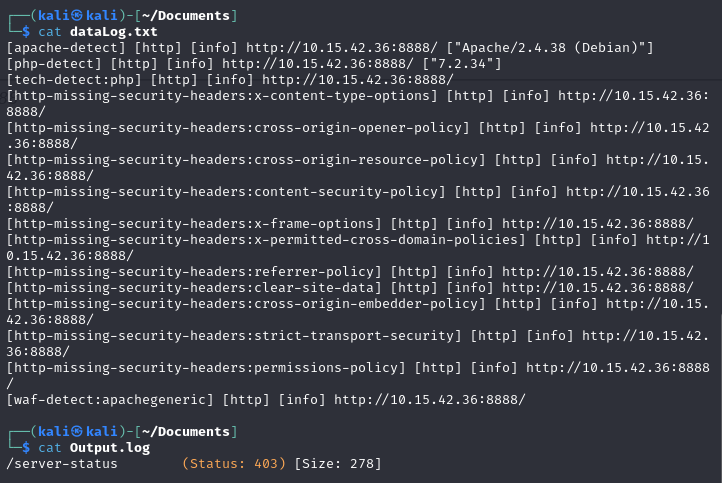 ┌──(kali㉿kali)-[~/Documents]
└─$ cat dataLog.txt
[apache-detect] [http] [info] http://10.15.42.36:8888/ ["Apache/2.4.38 (Debian)"]
[php-detect] [http] [info] http://10.15.42.36:8888/ ["7.2.34"]
[tech-detect:php] [http] [info] http://10.15.42.36:8888/
[http-missing-security-headers:x-content-type-options] [http] [info] http://10.15.42.36:
8888/
[http-missing-security-headers:cross-origin-opener-policy] [http] [info] http://10.15.42
.36:8888/
[http-missing-security-headers:cross-origin-resource-policy] [http] [info] http://10.15.
42.36:8888/
[http-missing-security-headers:content-security-policy] [http] [info] http://10.15.42.36
:8888/
[http-missing-security-headers:x-frame-options] [http] [info] http://10.15.42.36:8888/
[http-missing-security-headers:x-permitted-cross-domain-policies] [http] [info] http://1
0.15.42.36:8888/
[http-missing-security-headers:referrer-policy] [http] [info] http://10.15.42.36:8888/
[http-missing-security-headers:clear-site-data] [http] [info] http://10.15.42.36:8888/
[http-missing-security-headers:cross-origin-embedder-policy] [http] [info] http://10.15.
42.36:8888/
[http-missing-security-headers:strict-transport-security] [http] [info] http://10.15.42.
36:8888/
[http-missing-security-headers:permissions-policy] [http] [info] http://10.15.42.36:8888
/
[waf-detect:apachegeneric] [http] [info] http://10.15.42.36:8888/
┌──(kali㉿kali)-[~/Documents]
└─$ cat Output.log
/server-status        (Status: 403) [Size: 278]